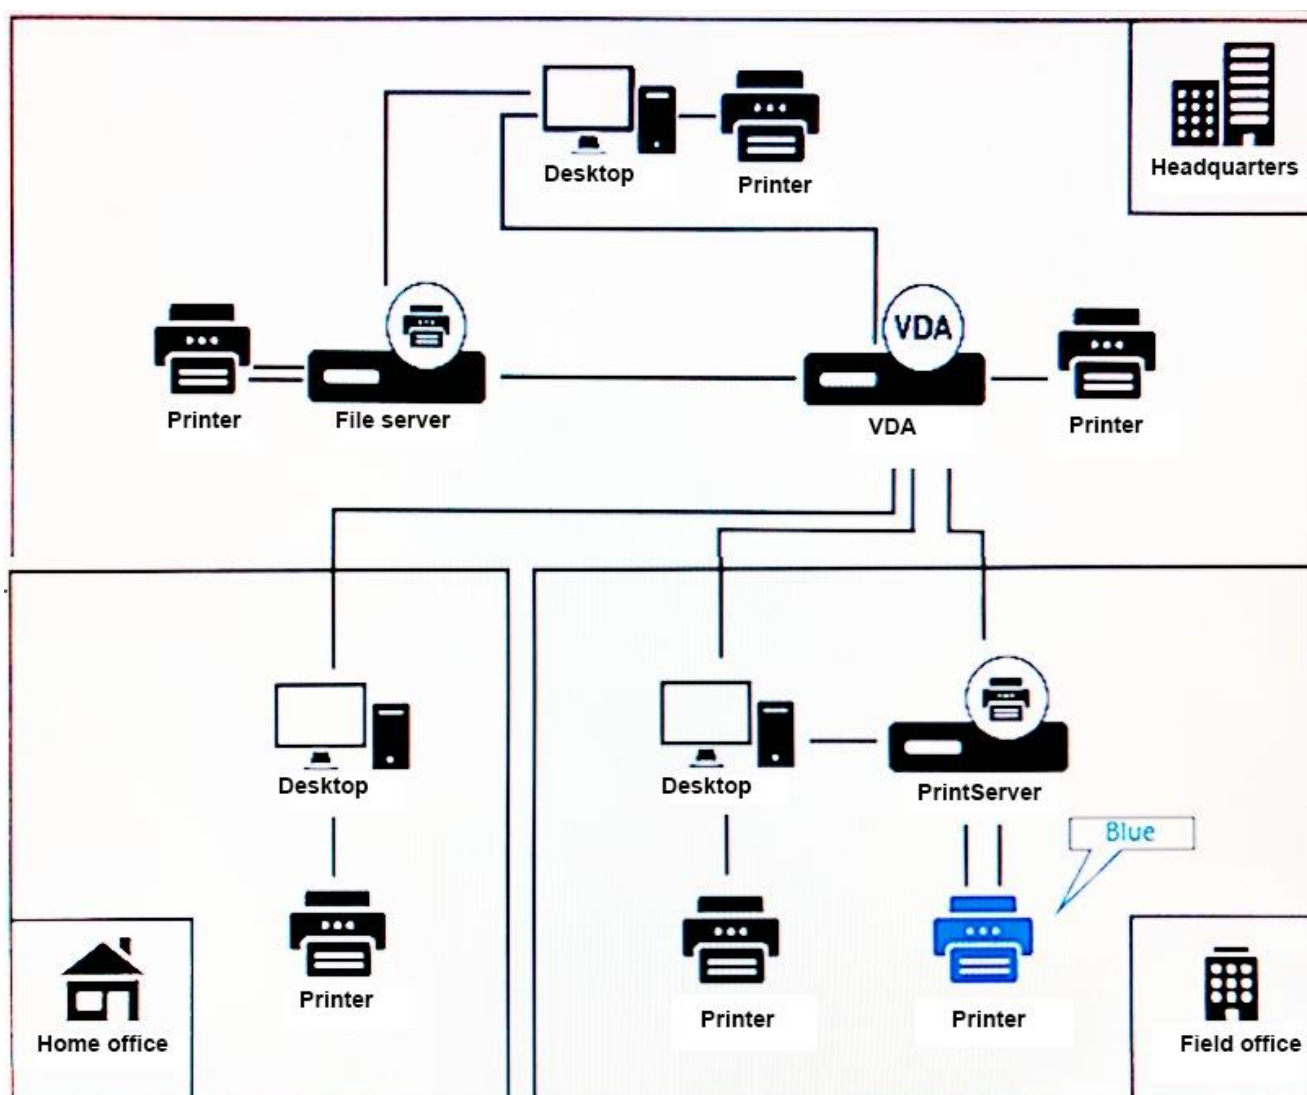 Headquarters
Desktop
Printer
VDA
Printer
File server
VDA
Printer
Desktop
Desktop
PrintServer
Blue
Printer
Printer
Printer
Home office
Field office